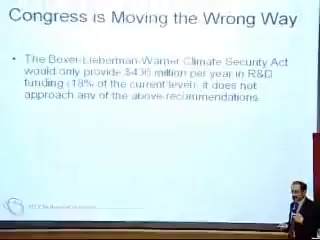 Congress is Moving the Wrong Way
• The Boxer-Lieberman-Warner Climate Security Act
would only provide $436 million per year in R&D
funding (18% of the current level); it does not
approach any of the above recommendations